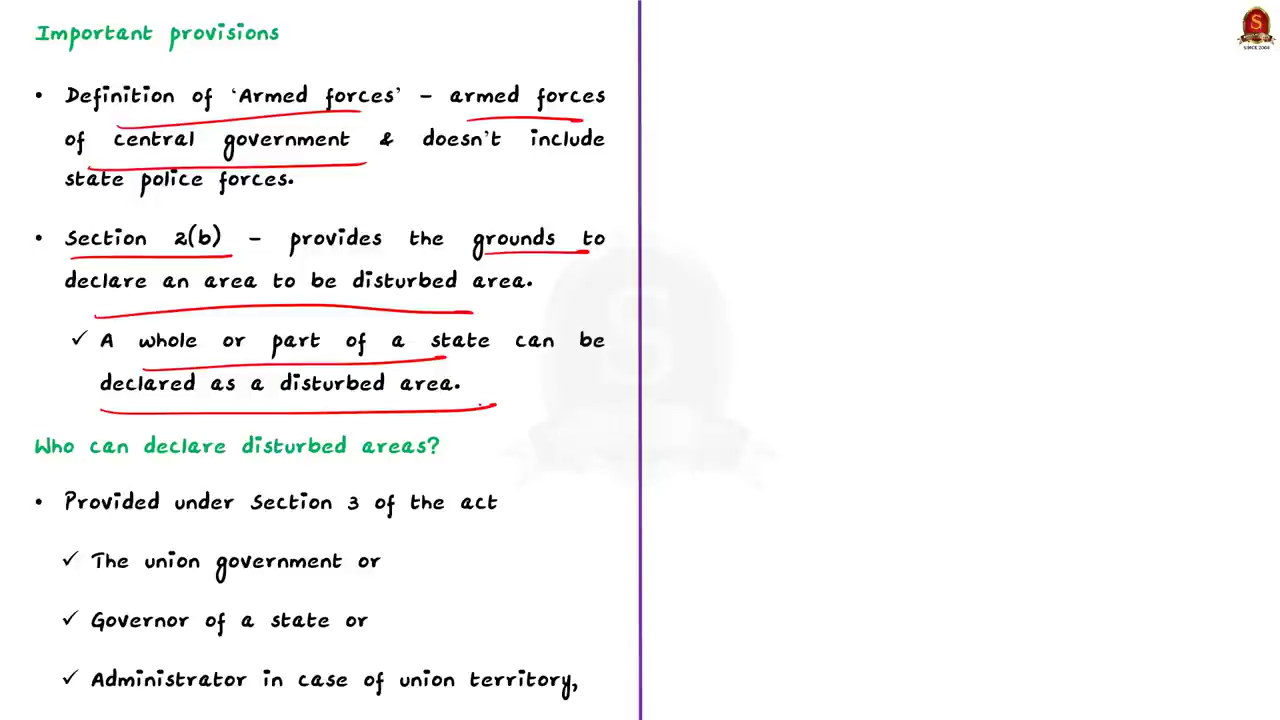 Important provisions
• Definition of 'Armed forces' - armed forces
of central government & doesn't include
state police forces.
• Section 2(b) - provides the grounds to
declare an area to be disturbed area.
✓ A whole or part of a state can be
declared as a disturbed area.
Who can declare disturbed areas?
• Provided under Section 3 of the act
✓ The union government or
✓ Governor of a state or
✓ Administrator in case of union territory,
S
SINCE 2004